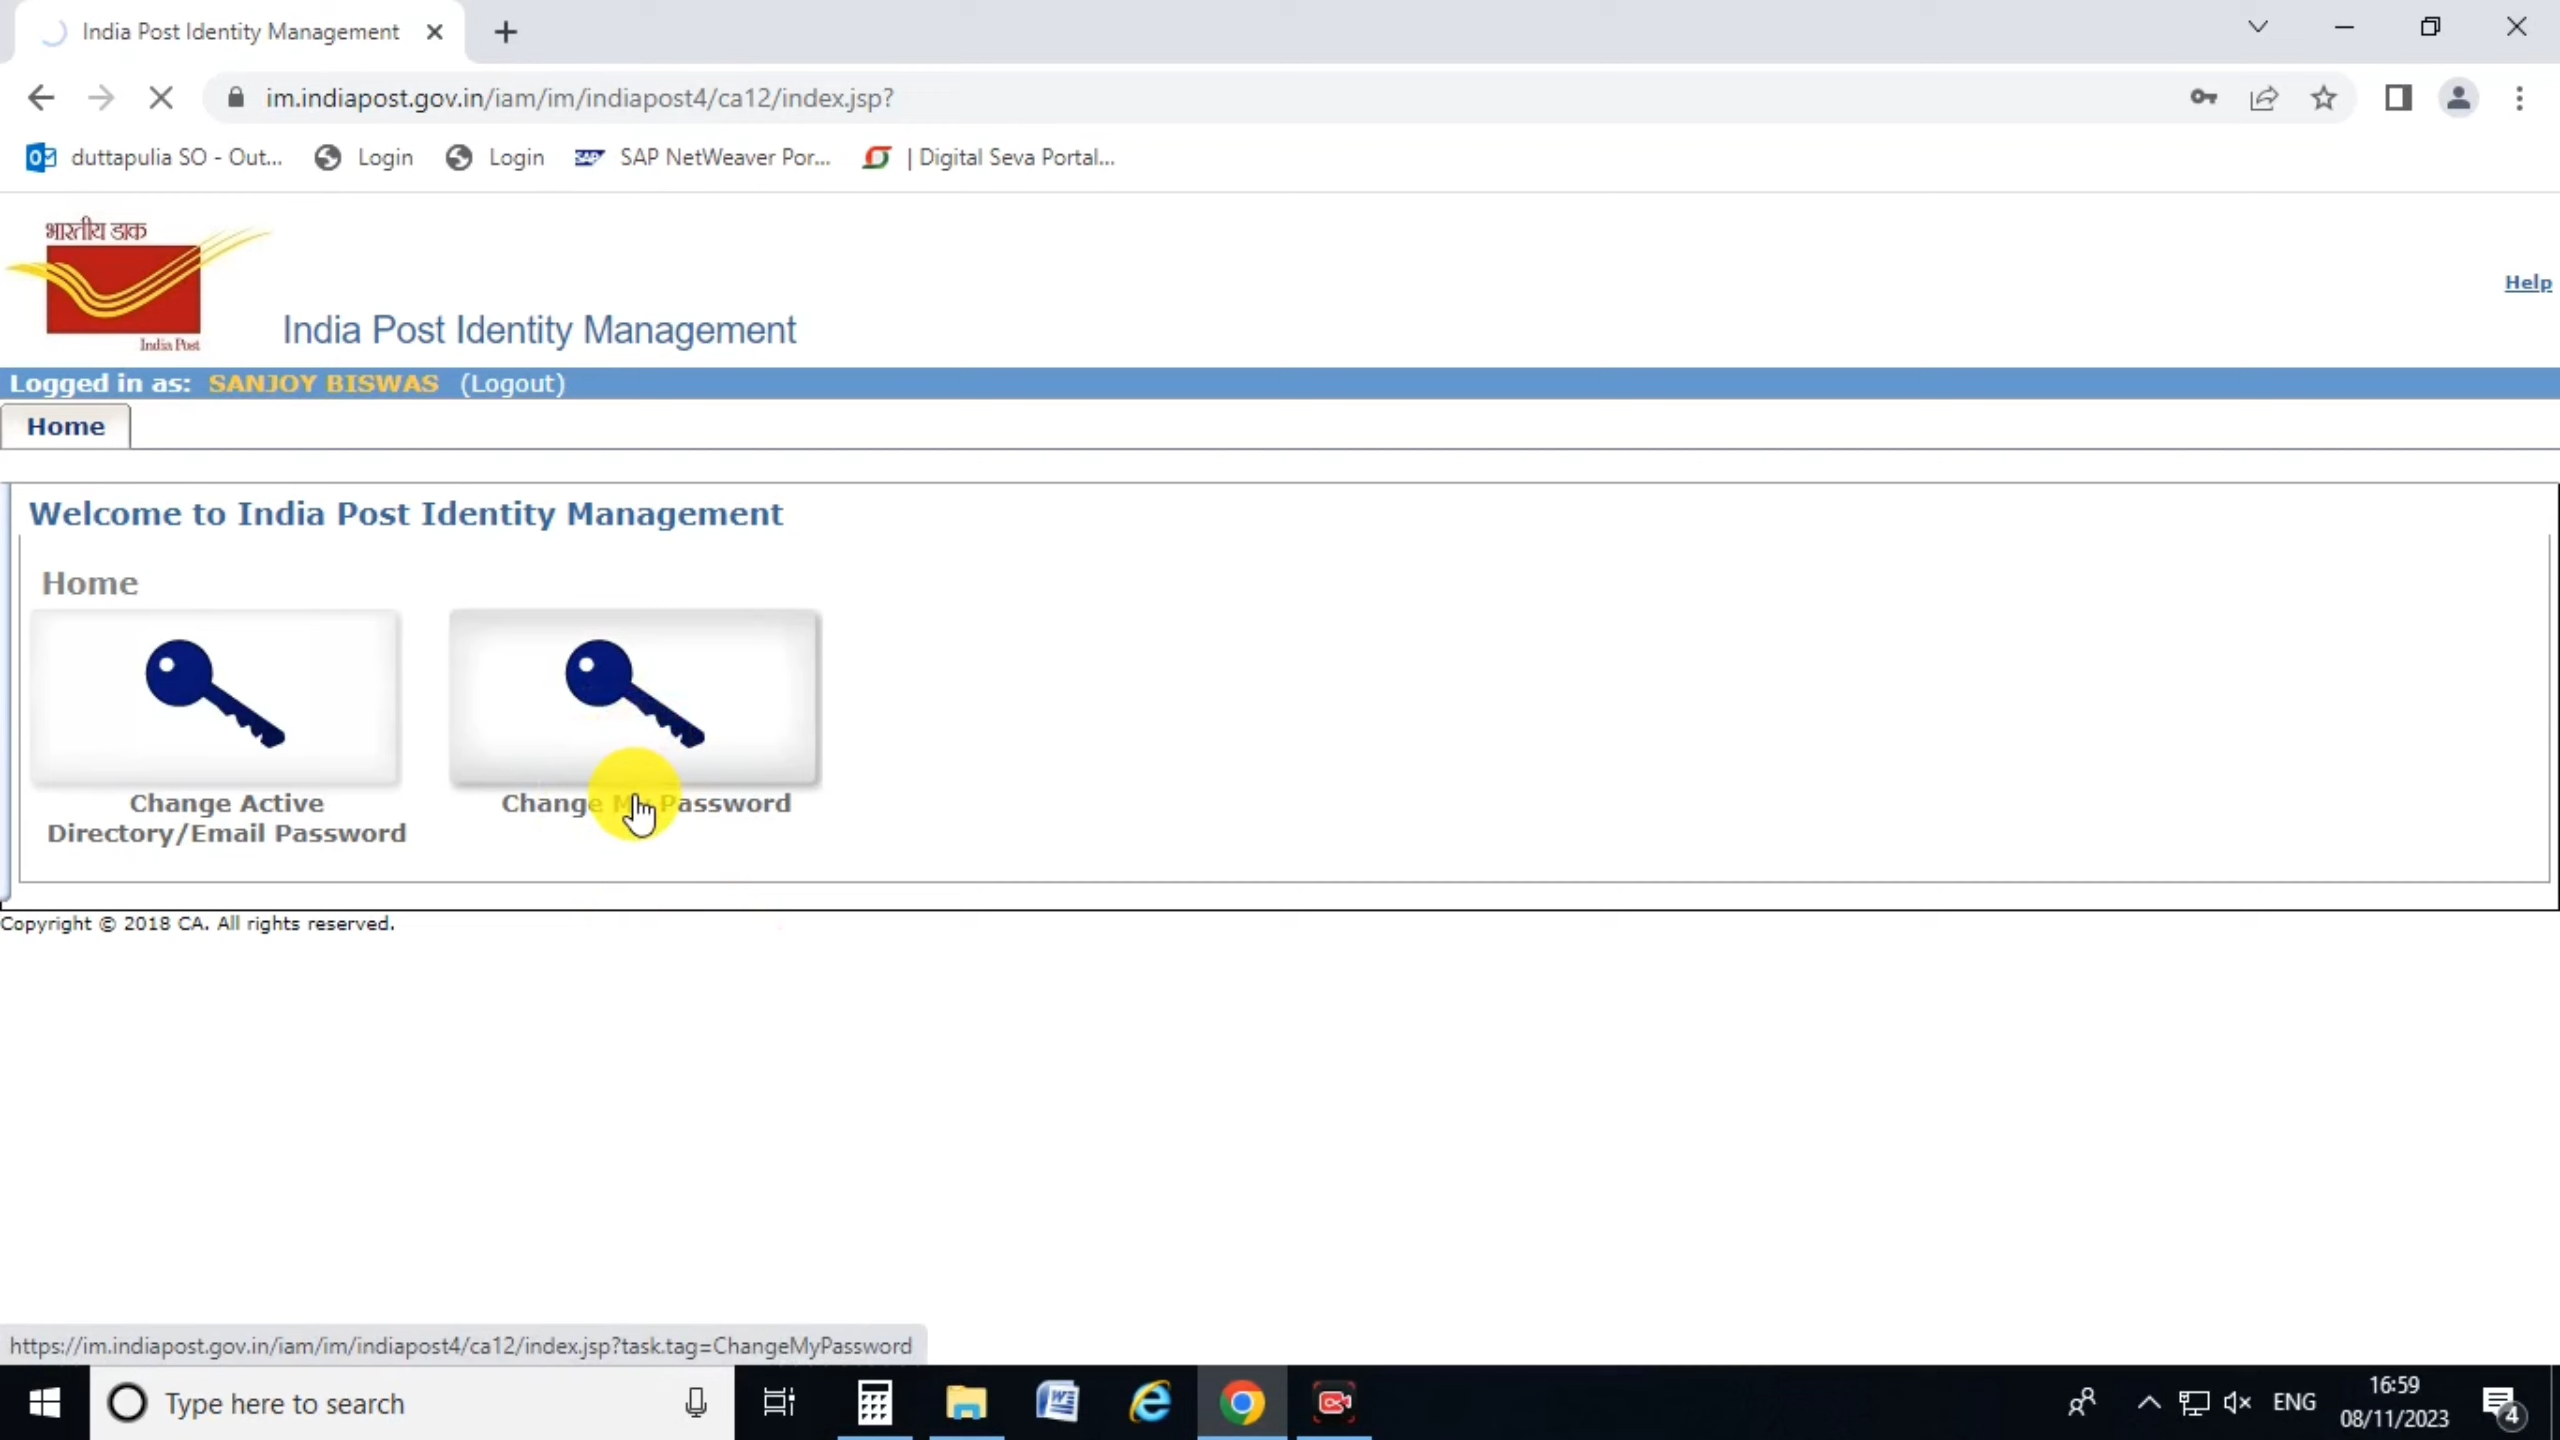 India Post Identity Management
im.indiapost.gov.in/iam/im/indiapost4/ca12/index.jsp?
duttapulia SO - Out... Login Login SAP NetWeaver Por... | Digital Seva Portal...
भारतीय डाक
India Post
India Post Identity Management
Help
Logged in as: SANJOY BISWAS (Logout)
Home
Welcome to India Post Identity Management
Home
Change Active
Directory/Email Password
Change My Password
Copyright © 2018 CA. All rights reserved.
https://im.indiapost.gov.in/iam/im/indiapost4/ca12/index.jsp?task.tag=ChangeMyPassword
Type here to search
ENG
16:59
08/11/2023
4